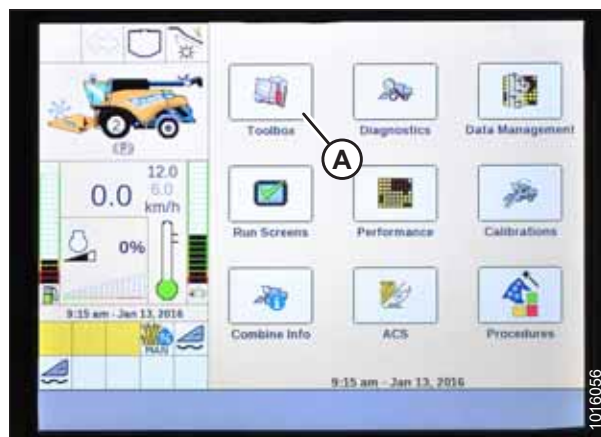 Toolbox
Diagnostics
Data Management
A
12.0
6.0
0.0 km/h
Run Screens
Performance
Calibrations
0%
9:15 am - Jan 13, 2016
MAN
Combine Info
ACS
Procedures
9:15 am - Jan 13, 2016
1016056